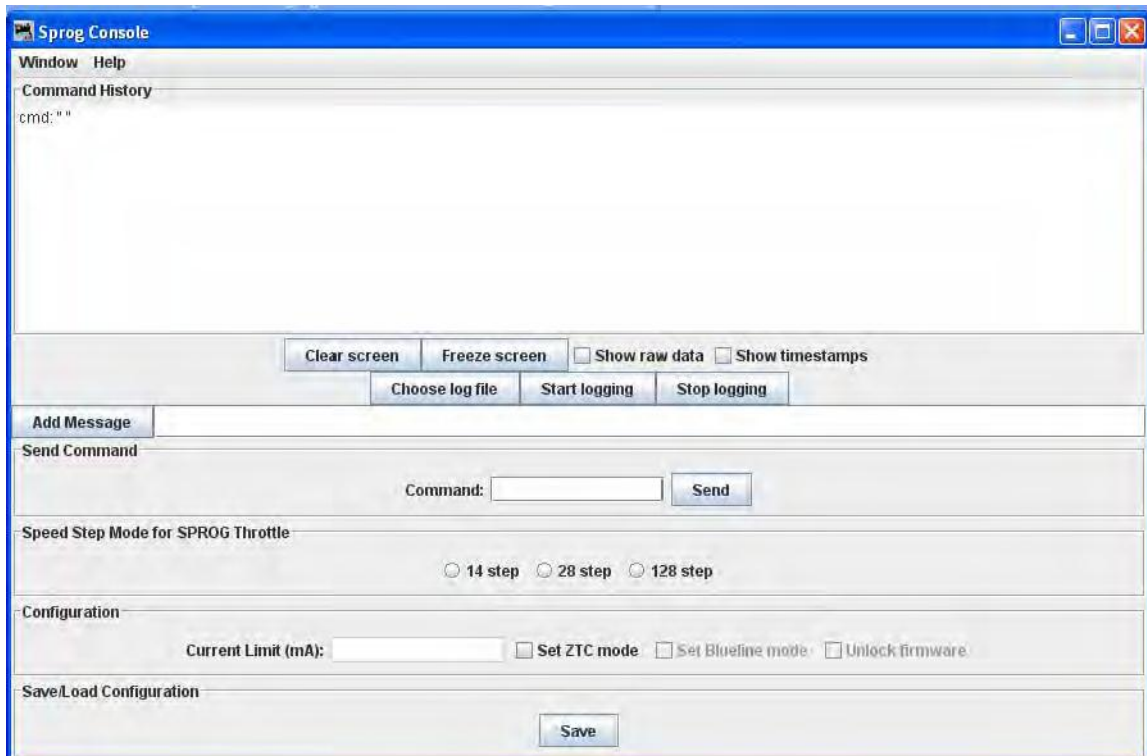 Sprog Console
Window Help
Command History
cmd: " "
Clear screen Freeze screen Show raw data Show timestamps
Choose log file Start logging Stop logging
Add Message
Send Command
Command: Send
Speed Step Mode for SPROG Throttle
14 step 28 step 128 step
Configuration
Current Limit (mA): Set ZTC mode Set Blueline mode Unlock firmware
Save/Load Configuration
Save